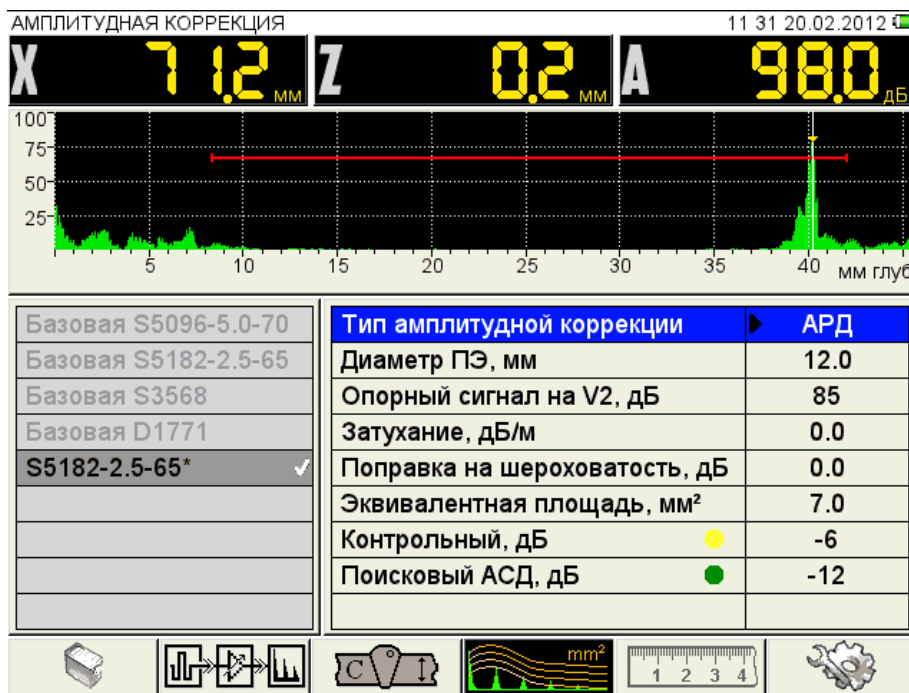 АМПЛИТУДНАЯ КОРРЕКЦИЯ 11 31 20.02.2012
X 71.2 мм Z 0.2 мм A 98.0 дБ
100
75
50
25
5 10 15 20 25 30 35 40 мм глуб
Базовая S5096-5.0-70
Базовая S5182-2.5-65
Базовая S3568
Базовая D1771
S5182-2.5-65*
Тип амплитудной коррекции АРД
Диаметр ПЭ, мм 12.0
Опорный сигнал на V2, дБ 85
Затухание, дБ/м 0.0
Поправка на шероховатость, дБ 0.0
Эквивалентная площадь, мм² 7.0
Контрольный, дБ -6
Поисковый АСД, дБ -12
C mm² 1 2 3 4